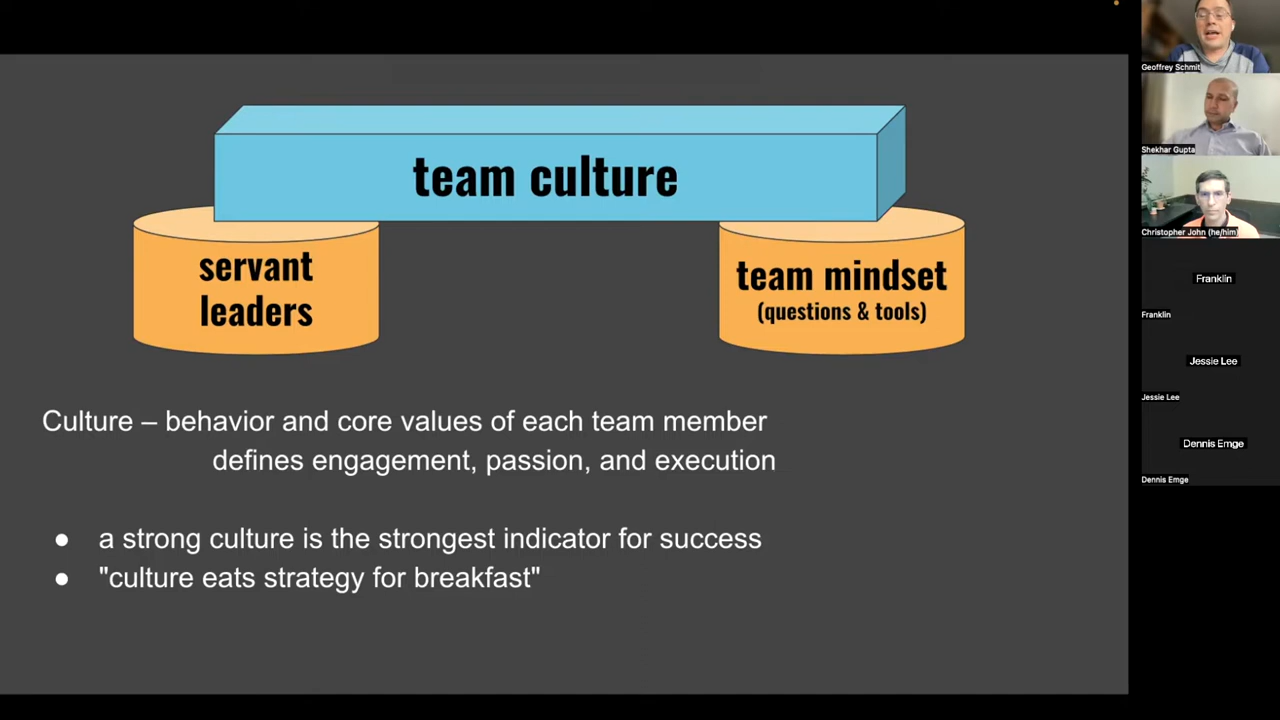 team culture
servant
leaders
team mindset
(questions & tools)
Culture – behavior and core values of each team member
defines engagement, passion, and execution
● a strong culture is the strongest indicator for success
● "culture eats strategy for breakfast"
Geoffrey Schmit
Shekhar Gupta
Christopher John (he/him)
Franklin
Franklin
Jessie Lee
Jessie Lee
Dennis Emge
Dennis Emge